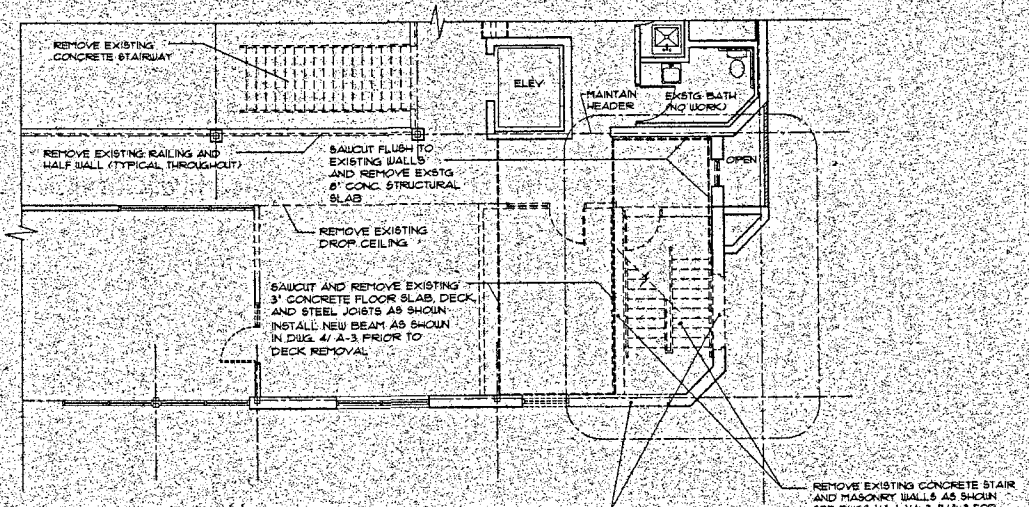 REMOVE EXISTING
CONCRETE STAIRWAY
ELEV
MAINTAIN
HEADER
EXSTG BATH
(NO WORK)
REMOVE EXISTING RAILING AND
HALF WALL (TYPICAL THROUGHOUT)
SAWCUT FLUSH TO
EXISTING WALLS
AND REMOVE EXSTG
8" CONC. STRUCTURAL
SLAB
OPEN
REMOVE EXISTING
DROP CEILING
SAWCUT AND REMOVE EXISTING
3" CONCRETE FLOOR SLAB, DECK,
AND STEEL JOISTS AS SHOWN
INSTALL NEW BEAM AS SHOWN
IN DWG. 4/ A-3 PRIOR TO
DECK REMOVAL
REMOVE EXISTING CONCRETE STAIR
AND MASONRY WALLS AS SHOWN